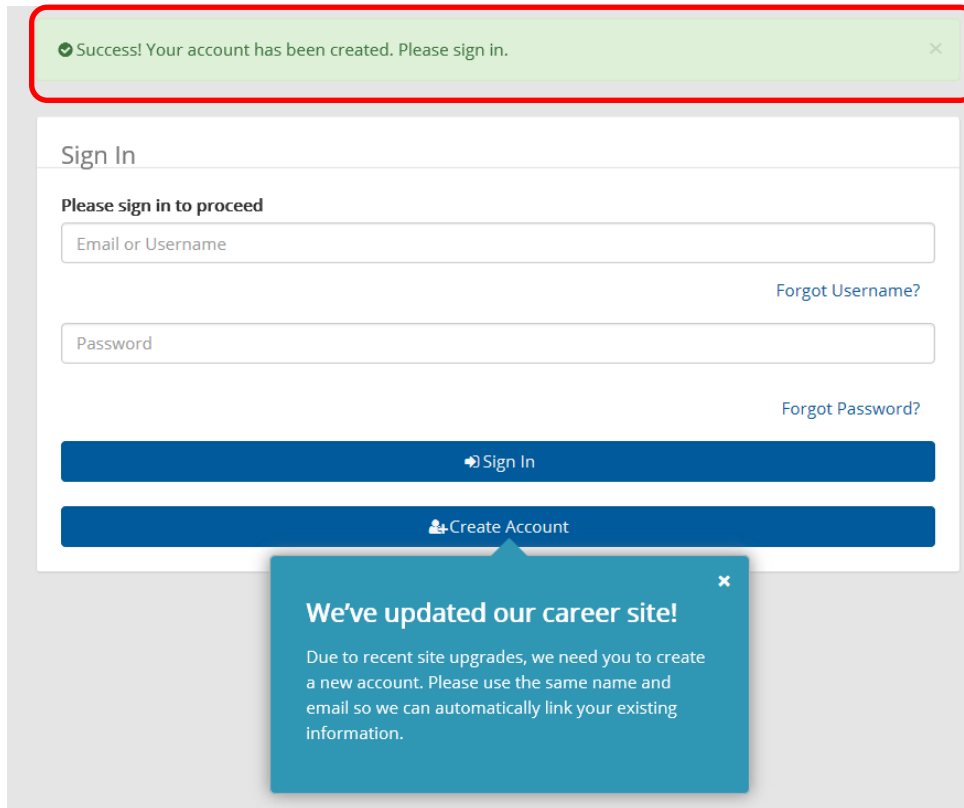 Success! Your account has been created. Please sign in.
Sign In
Please sign in to proceed
Email or Username
Forgot Username?
Password
Forgot Password?
Sign In
Create Account
We've updated our career site!
Due to recent site upgrades, we need you to create
a new account. Please use the same name and
email so we can automatically link your existing
information.